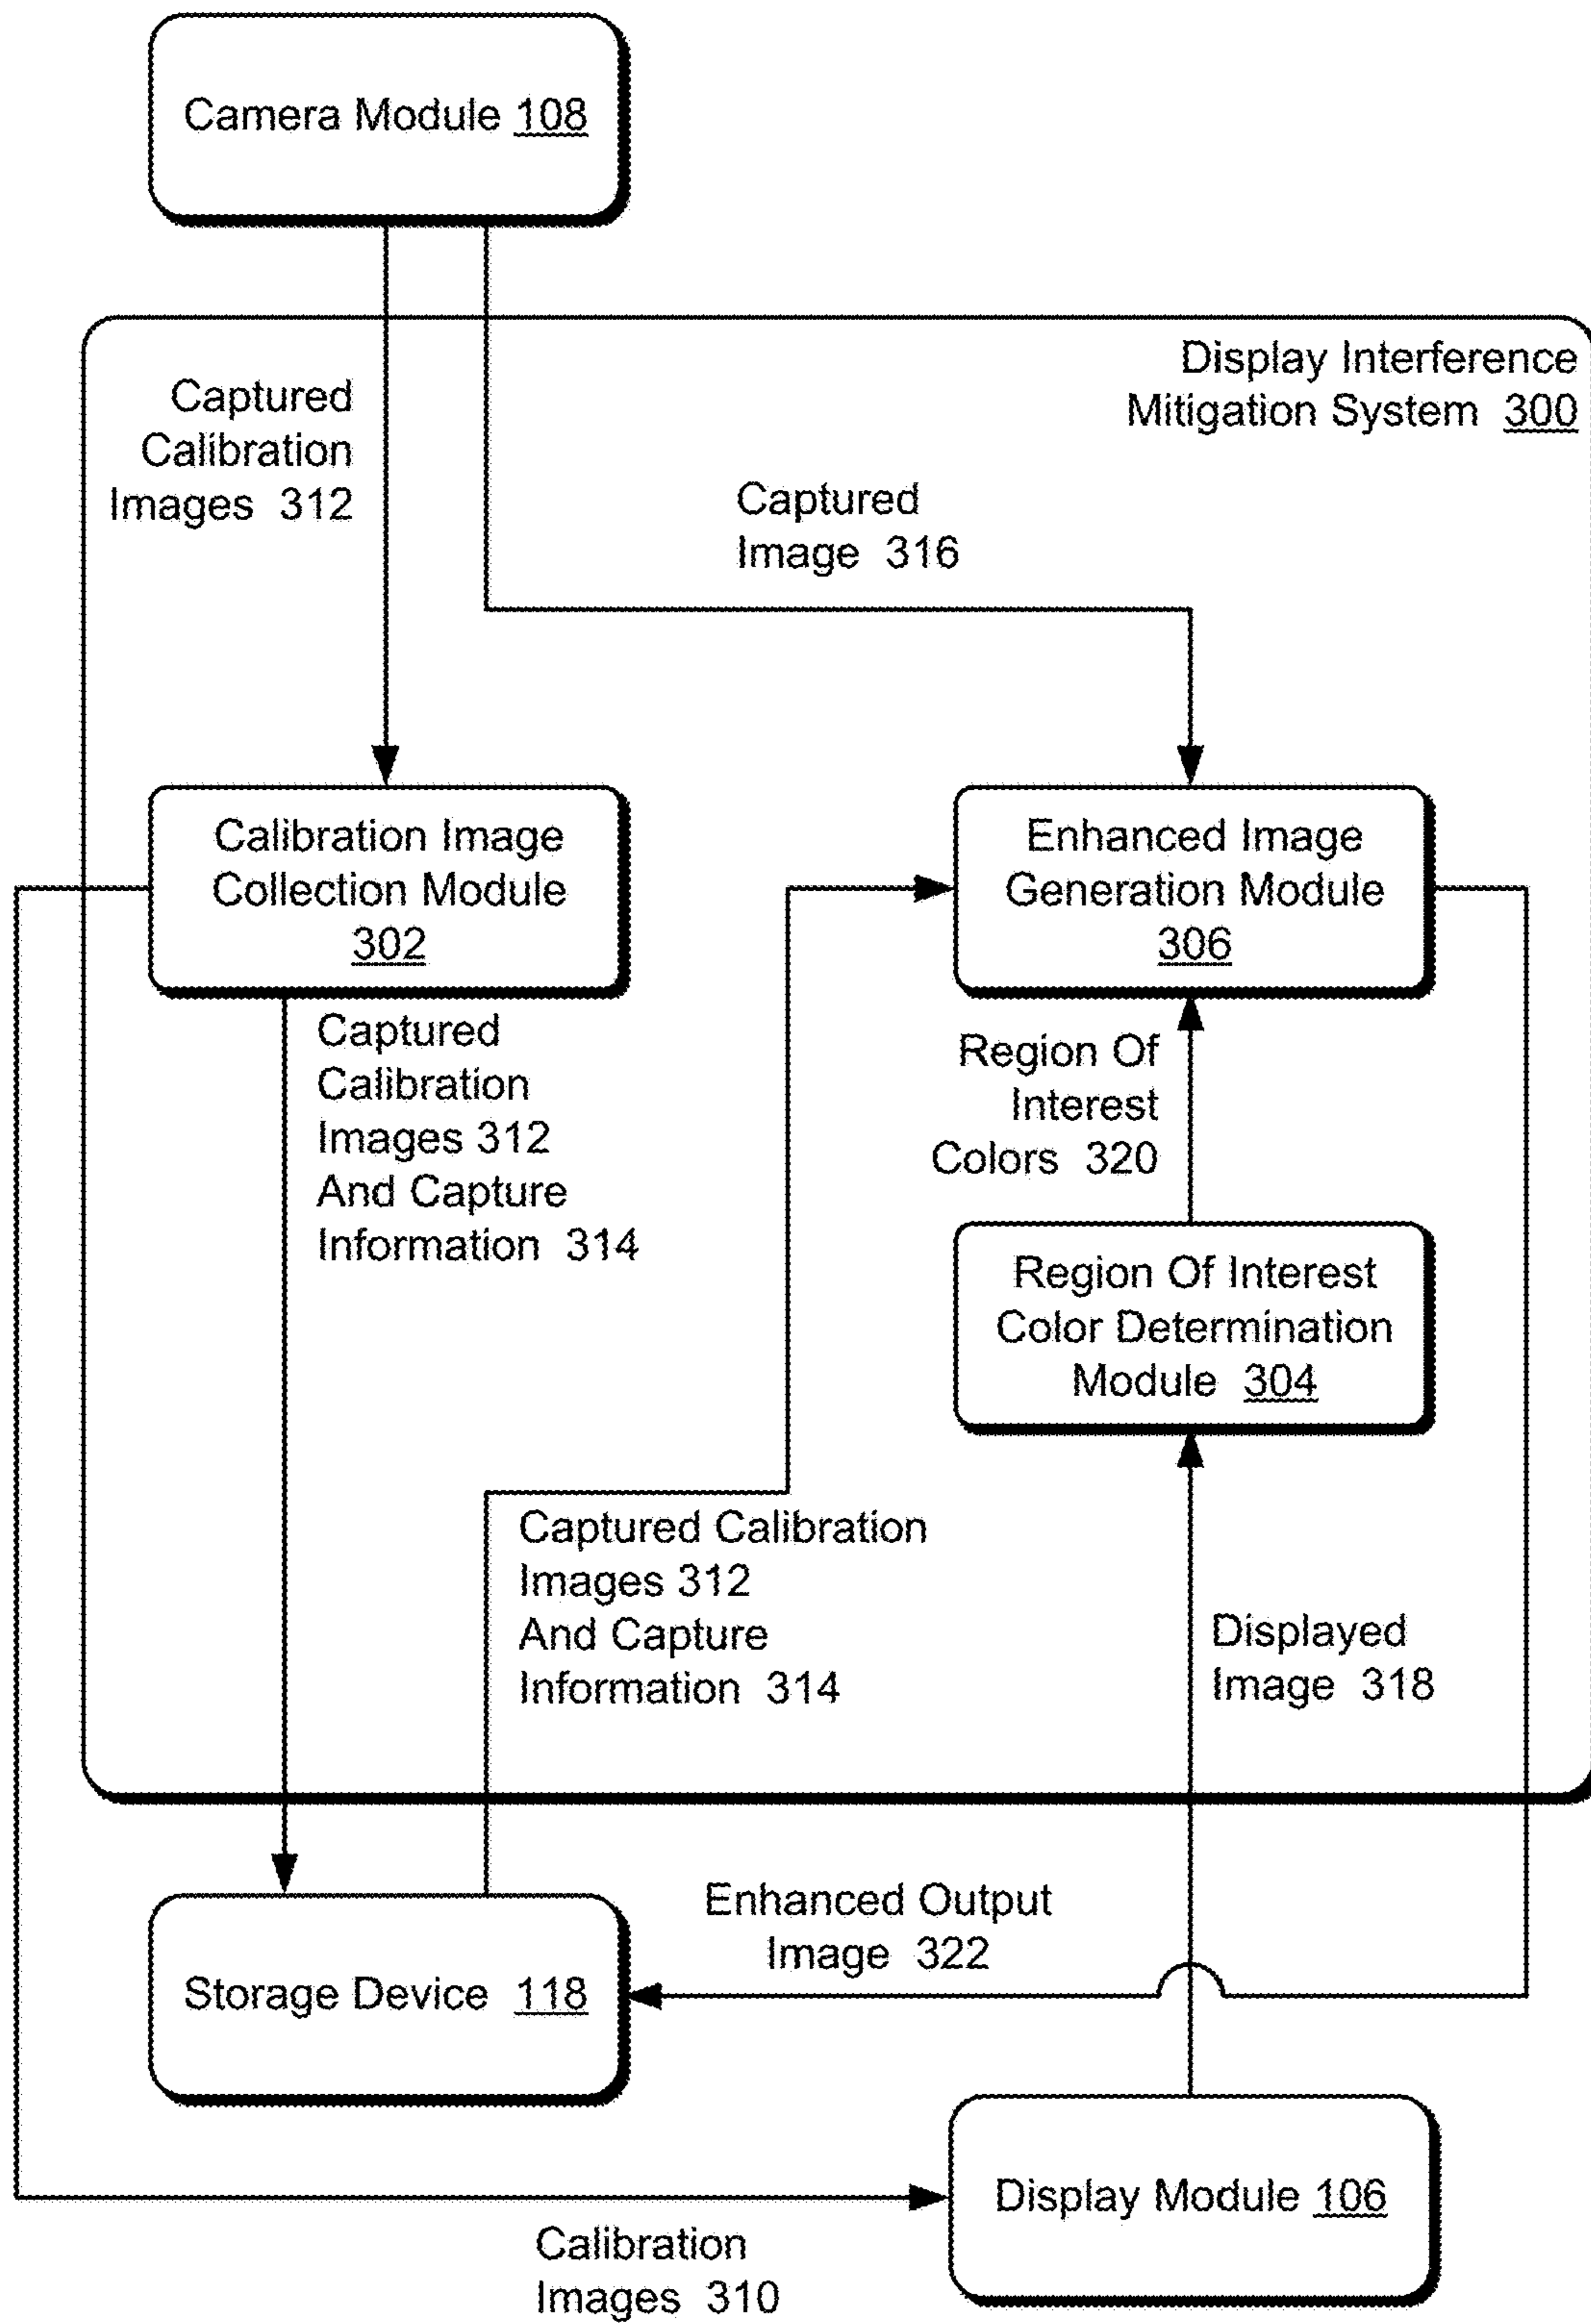 Camera Module 108
Display Interference
Mitigation System 300
Captured
Calibration
Images 312
Captured
Image 316
Calibration Image
Collection Module
302
Enhanced Image
Generation Module
306
Captured
Calibration
Images 312
And Capture
Information 314
Region Of
Interest
Colors 320
Region Of Interest
Color Determination
Module 304
Captured Calibration
Images 312
And Capture
Information 314
Displayed
Image 318
Enhanced Output
Image 322
Storage Device 118
Display Module 106
Calibration
Images 310